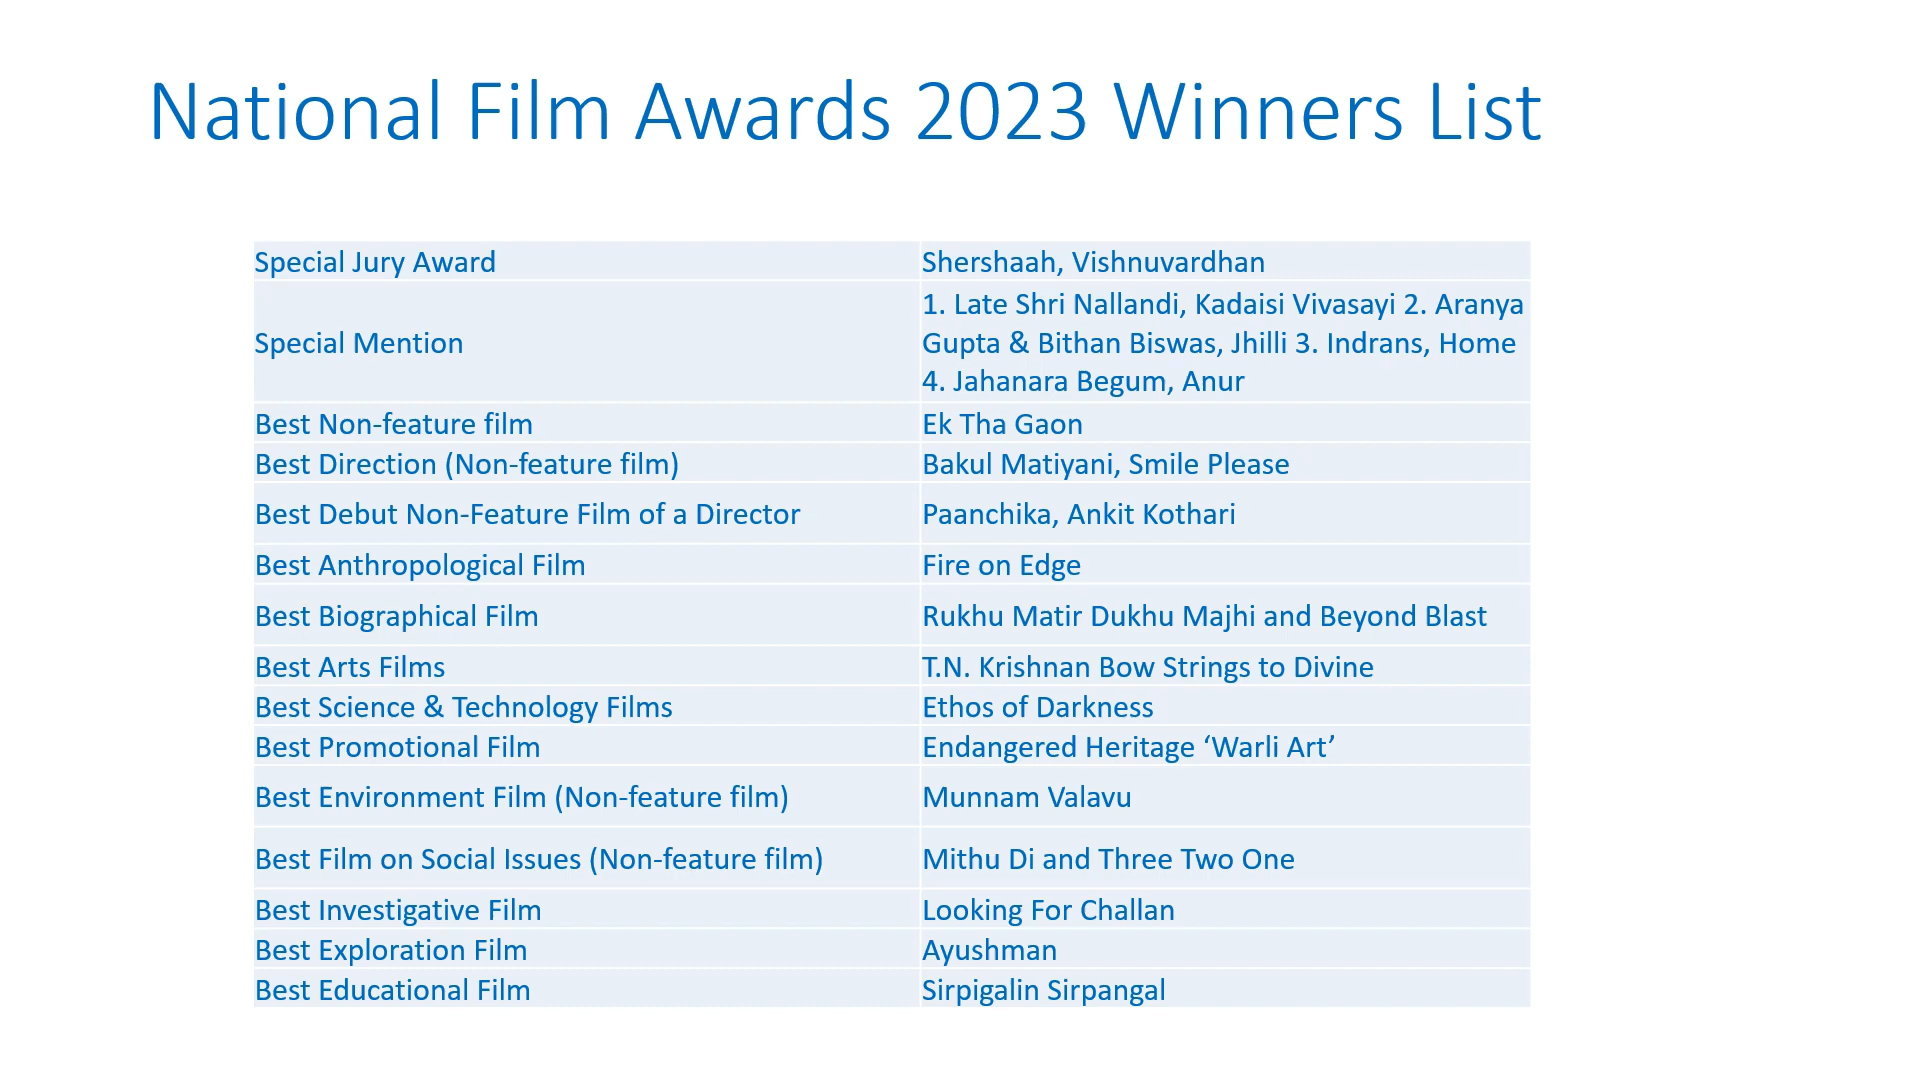 National Film Awards 2023 Winners List
Special Jury Award
Shershaah, Vishnuvardhan
Special Mention
1. Late Shri Nallandi, Kadaisi Vivasayi 2. Aranya
Gupta & Bithan Biswas, Jhilli 3. Indrans, Home
4. Jahanara Begum, Anur
Best Non-feature film
Ek Tha Gaon
Best Direction (Non-feature film)
Bakul Matiyani, Smile Please
Best Debut Non-Feature Film of a Director
Paanchika, Ankit Kothari
Best Anthropological Film
Fire on Edge
Best Biographical Film
Rukhu Matir Dukhu Majhi and Beyond Blast
Best Arts Films
T.N. Krishnan Bow Strings to Divine
Best Science & Technology Films
Ethos of Darkness
Best Promotional Film
Endangered Heritage ‘Warli Art’
Best Environment Film (Non-feature film)
Munnam Valavu
Best Film on Social Issues (Non-feature film)
Mithu Di and Three Two One
Best Investigative Film
Looking For Challan
Best Exploration Film
Ayushman
Best Educational Film
Sirpigalin Sirpangal